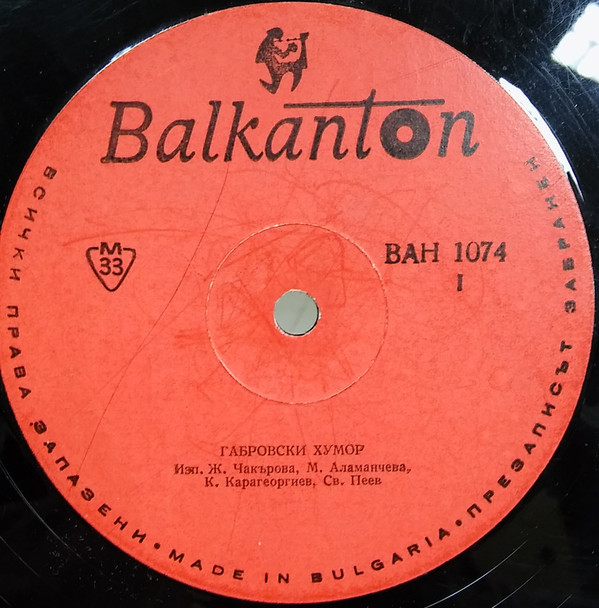 Balkanton
M
33
ВАН 1074
I
ГАБРОВСКИ ХУМОР
Изп. Ж. Чакърова, М. Аламанчева,
К. Карагеоргиев, Св. Пеев
ВСИЧКИ ПРАВА ЗАПАЗЕНИ • MADE IN BULGARIA • ПРЕЗАПИСЪТ ЗАБРАНЕН